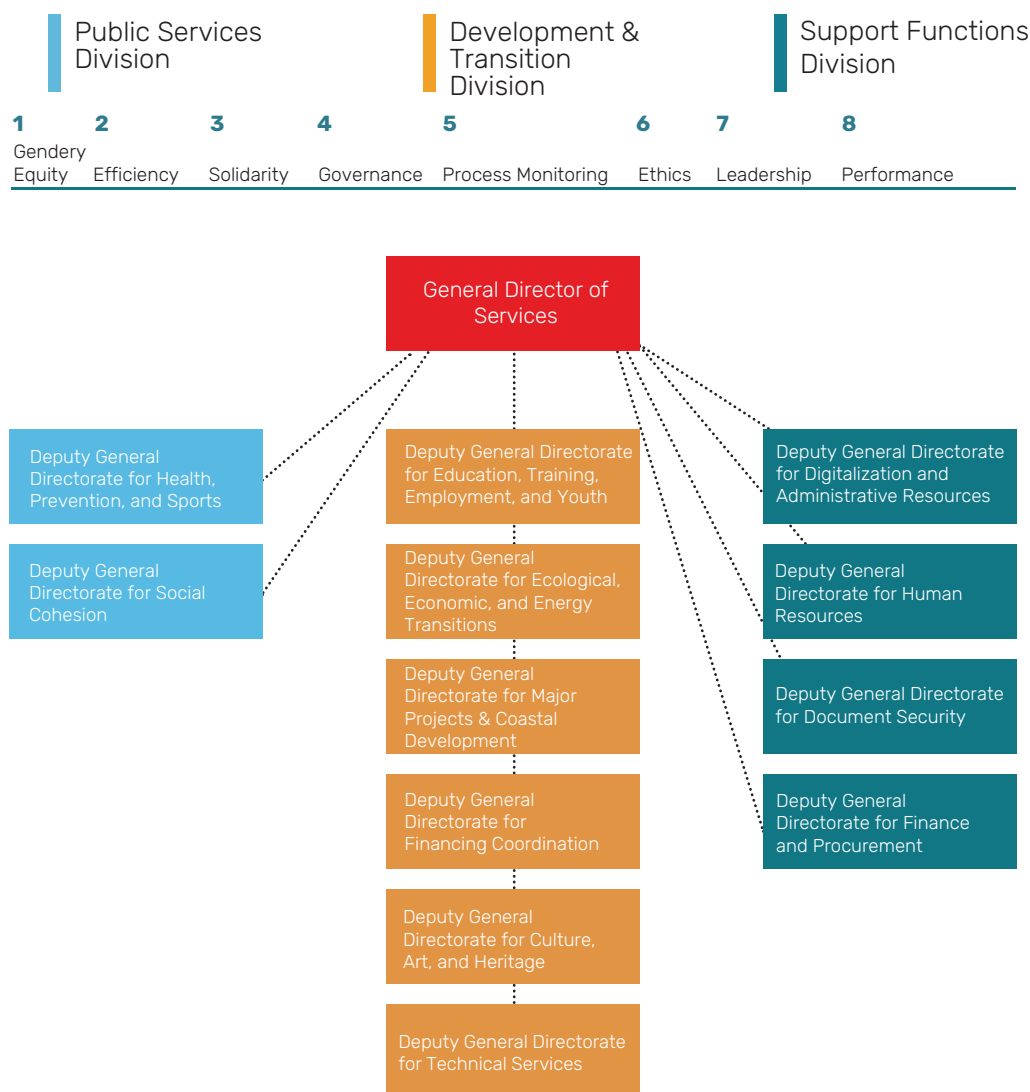 Public Services
Division
Development &
Transition
Division
Support Functions
Division
1
Gendery
Equity
2
Efficiency
3
Solidarity
4
Governance
5
Process Monitoring
6
Ethics
7
Leadership
8
Performance
General Director of
Services
Deputy General
Directorate for Health,
Prevention, and Sports
Deputy General
Directorate for Social
Cohesion
Deputy General Directorate
for Education, Training,
Employment, and Youth
Deputy General
Directorate for Ecological,
Economic, and Energy
Transitions
Deputy General
Directorate for Major
Projects & Coastal
Development
Deputy General
Directorate for
Financing Coordination
Deputy General
Directorate for Culture,
Art, and Heritage
Deputy General Directorate
for Technical Services
Deputy General Directorate
for Digitalization and
Administrative Resources
Deputy General
Directorate for Human
Resources
Deputy General Directorate
for Document Security
Deputy General
Directorate for Finance
and Procurement